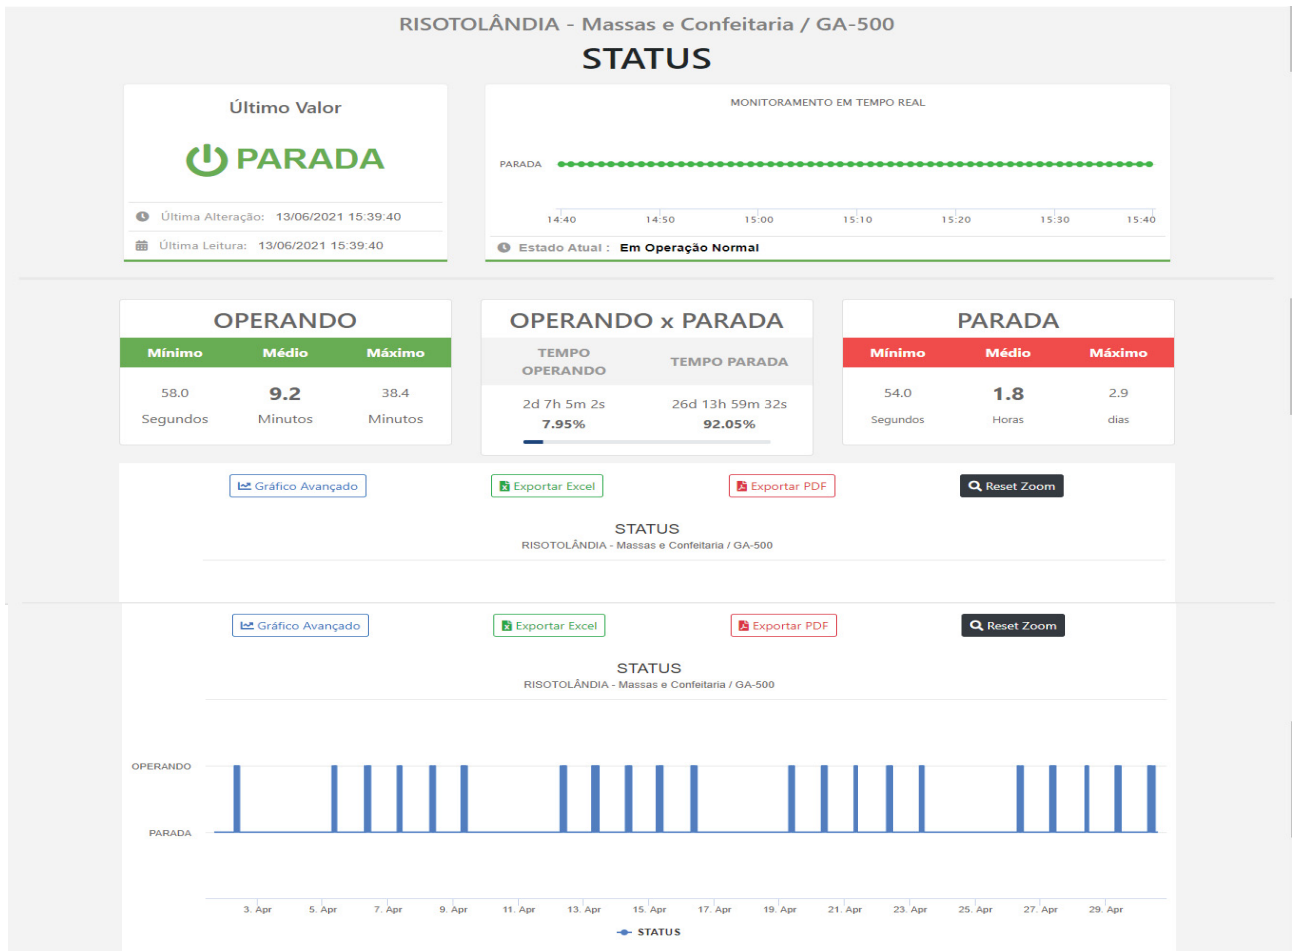 RISOTOLÂNDIA - Massas e Confeitaria / GA-500
STATUS
Último Valor
PARADA
Última Alteração: 13/06/2021 15:39:40
Última Leitura: 13/06/2021 15:39:40
MONITORAMENTO EM TEMPO REAL
PARADA
14:40 14:50 15:00 15:10 15:20 15:30 15:40
Estado Atual : Em Operação Normal
OPERANDO
Mínimo Médio Máximo
58.0 9.2 38.4
Segundos Minutos Minutos
OPERANDO x PARADA
TEMPO OPERANDO
TEMPO PARADA
2d 7h 5m 2s 26d 13h 59m 32s
7.95% 92.05%
PARADA
Mínimo Médio Máximo
54.0 1.8 2.9
Segundos Horas dias
Gráfico Avançado Exportar Excel Exportar PDF Reset Zoom
STATUS
RISOTOLÂNDIA - Massas e Confeitaria / GA-500
Gráfico Avançado Exportar Excel Exportar PDF Reset Zoom
STATUS
RISOTOLÂNDIA - Massas e Confeitaria / GA-500
OPERANDO
PARADA
3. Apr 5. Apr 7. Apr 9. Apr 11. Apr 13. Apr 15. Apr 17. Apr 19. Apr 21. Apr 23. Apr 25. Apr 27. Apr 29. Apr
STATUS